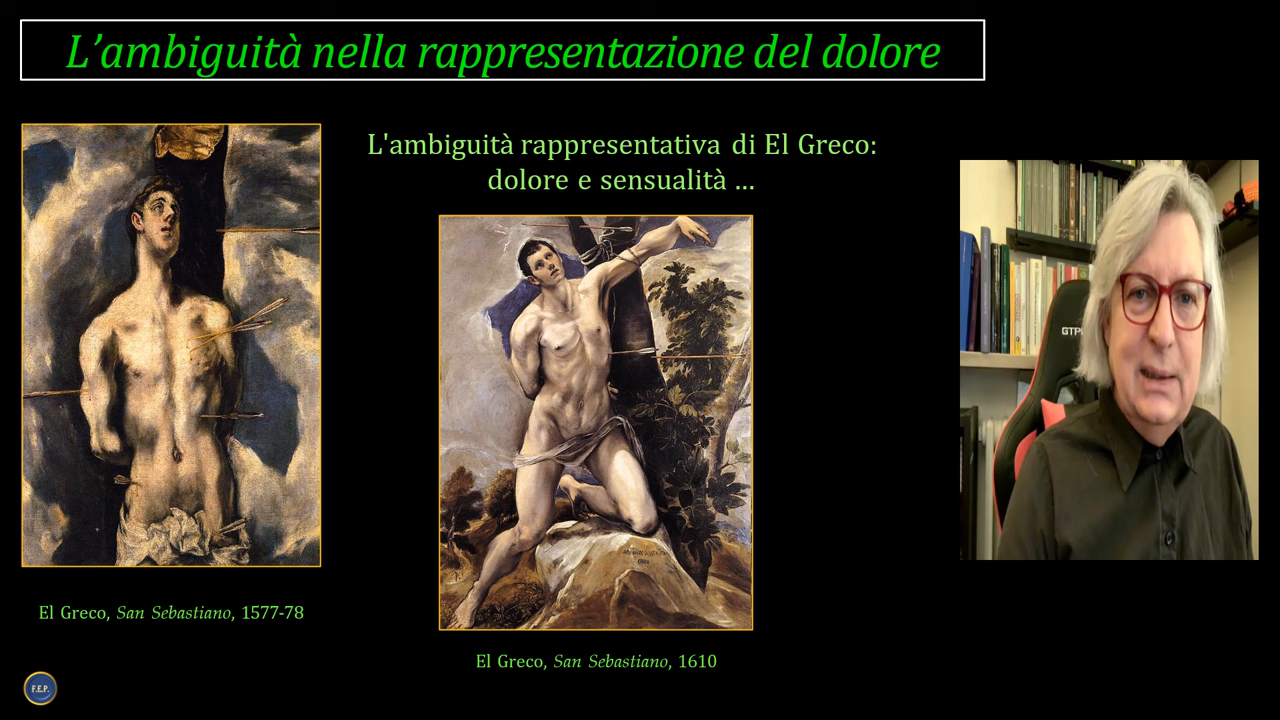 L’ambiguità nella rappresentazione del dolore
L'ambiguità rappresentativa di El Greco:
dolore e sensualità ...
El Greco, San Sebastiano, 1577-78
El Greco, San Sebastiano, 1610
F.E.P.